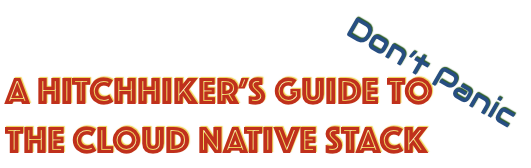 Don't Panic
A HITCHHIKER'S GUIDE TO
THE CLOUD NATIVE STACK